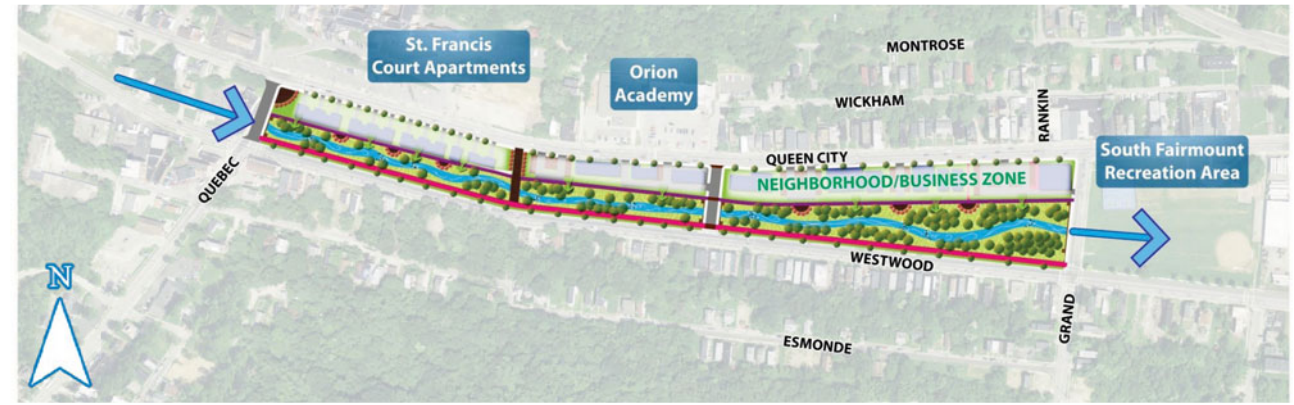 St. Francis
Court Apartments
Orion
Academy
MONTROSE
WICKHAM
RANKIN
QUEEN CITY
South Fairmount
Recreation Area
NEIGHBORHOOD/BUSINESS ZONE
QUEBEC
WESTWOOD
N
GRAND
ESMONDE